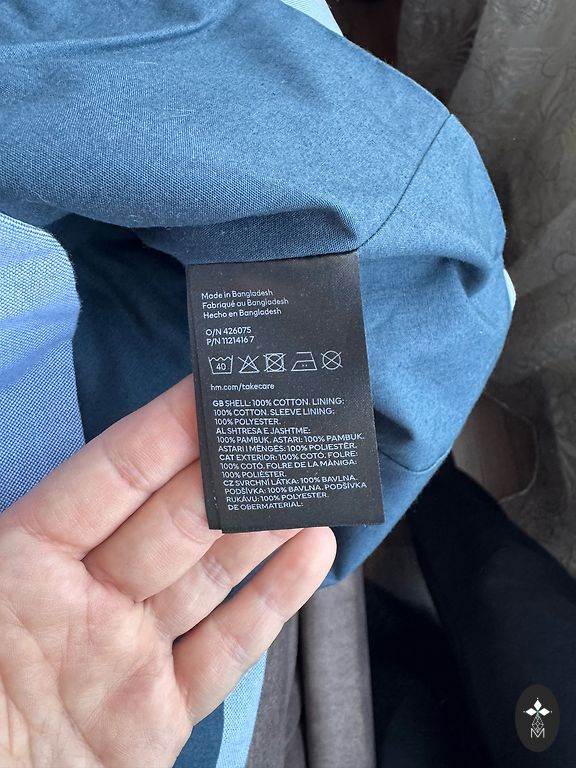 Made in Bangladesh
Fabriqué au Bangladesh
Hecho en Bangladesh
O/N 426075
P/N 1121416 7
40
hm.com/takecare
GB SHELL: 100% COTTON. LINING:
100% COTTON. SLEEVE LINING:
100% POLYESTER.
AL SHTRESA E JASHTME:
100% PAMBUK. ASTARI: 100% PAMBUK.
ASTARI I MËNGËS: 100% POLIESTËR.
CAT EXTERIOR: 100% COTÓ. FOLRE:
100% COTÓ. FOLRE DE LA MÀNIGA:
100% POLIÈSTER.
CZ SVRCHNÍ LÁTKA: 100% BAVLNA.
PODŠÍVKA: 100% BAVLNA. PODŠÍVKA
RUKÁVU: 100% POLYESTER.
DE OBERMATERIAL:
M